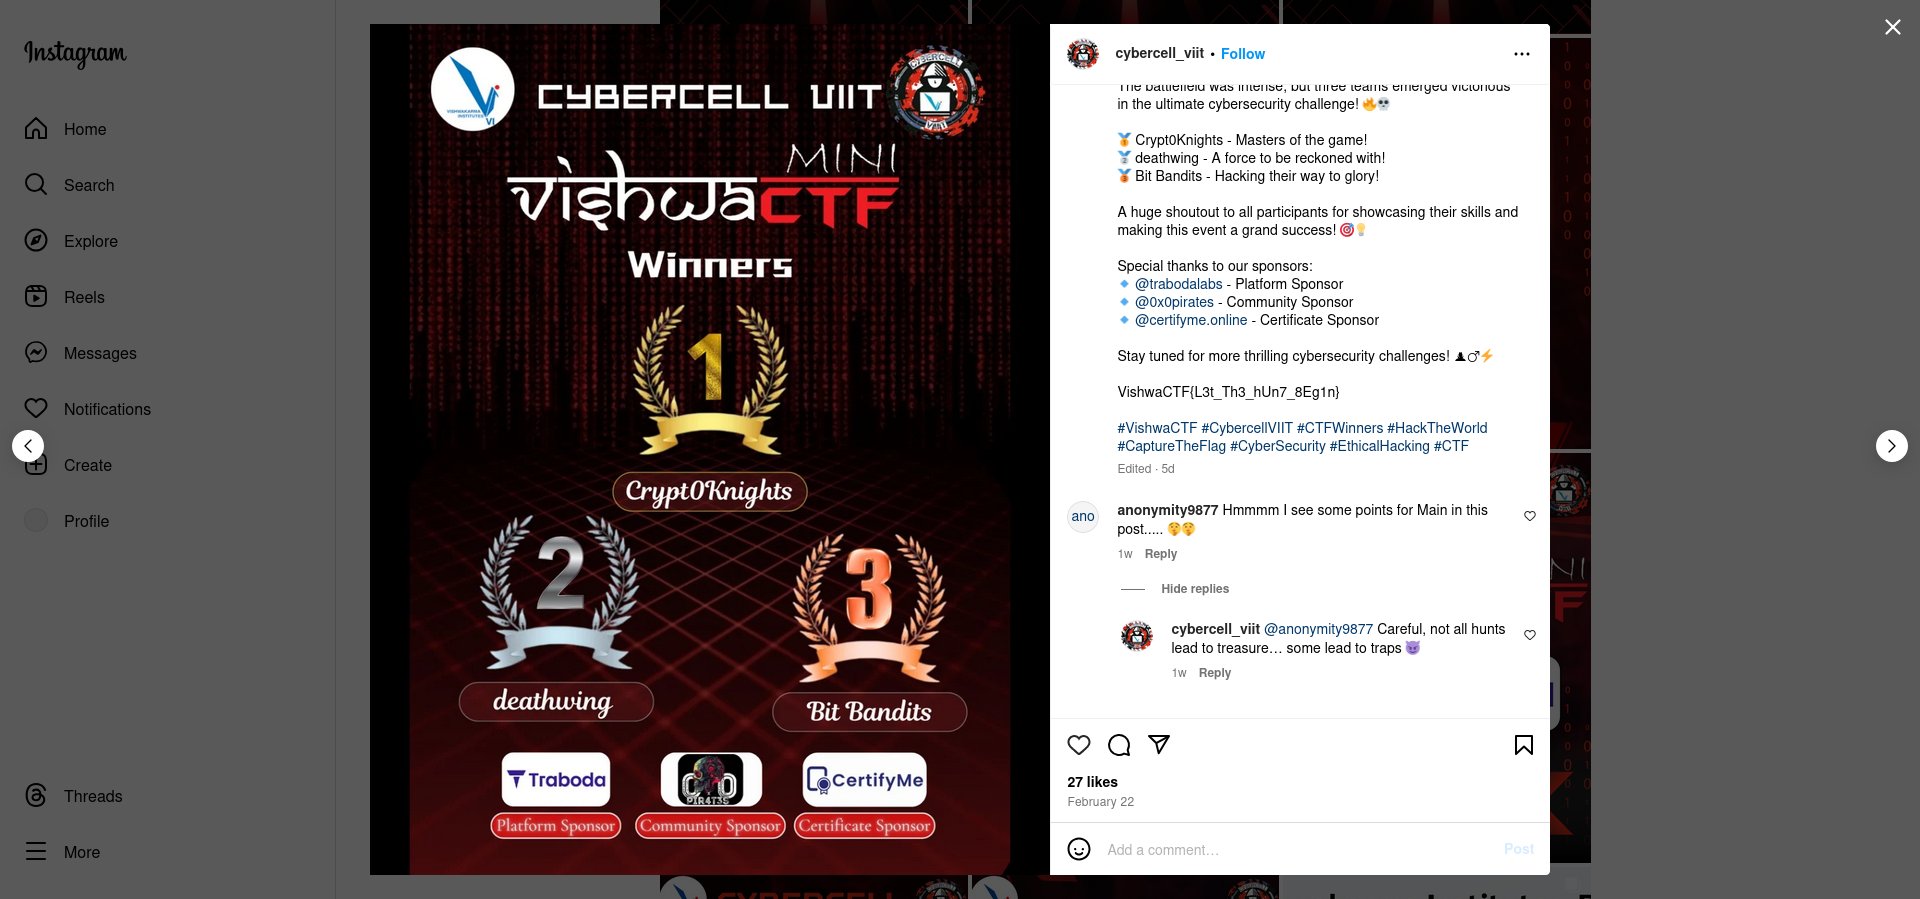 Instagram
Home
Search
Explore
Reels
Messages
Notifications
Create
Profile
Threads
More
VISHWAKARMA
INSTITUTES
VI
CYBERCELL VIIT
CYBERCELL
VIIT
MINI
vishwaCTF
Winners
1
Crypt0Knights
2
deathwing
3
Bit Bandits
Traboda
Platform Sponsor
PIR4T3S
Community Sponsor
CertifyMe
Certificate Sponsor
cybercell_viit • Follow
The battlefield was intense, but three teams emerged victorious
in the ultimate cybersecurity challenge! 🔥💀
🥇 Crypt0Knights - Masters of the game!
🥈 deathwing - A force to be reckoned with!
🥉 Bit Bandits - Hacking their way to glory!
A huge shoutout to all participants for showcasing their skills and
making this event a grand success! 🎯💡
Special thanks to our sponsors:
🔹 @trabodalabs - Platform Sponsor
🔹 @0x0pirates - Community Sponsor
🔹 @certifyme.online - Certificate Sponsor
Stay tuned for more thrilling cybersecurity challenges! ♂⚡
VishwaCTF{L3t_Th3_hUn7_8Eg1n}
#VishwaCTF #CybercellVIIT #CTFWinners #HackTheWorld
#CaptureTheFlag #CyberSecurity #EthicalHacking #CTF
Edited · 5d
ano
anonymity9877 Hmmmm I see some points for Main in this
post..... 🤫🤫
1w Reply
Hide replies
cybercell_viit @anonymity9877 Careful, not all hunts
lead to treasure… some lead to traps 😈
1w Reply
27 likes
February 22
Add a comment…
Post